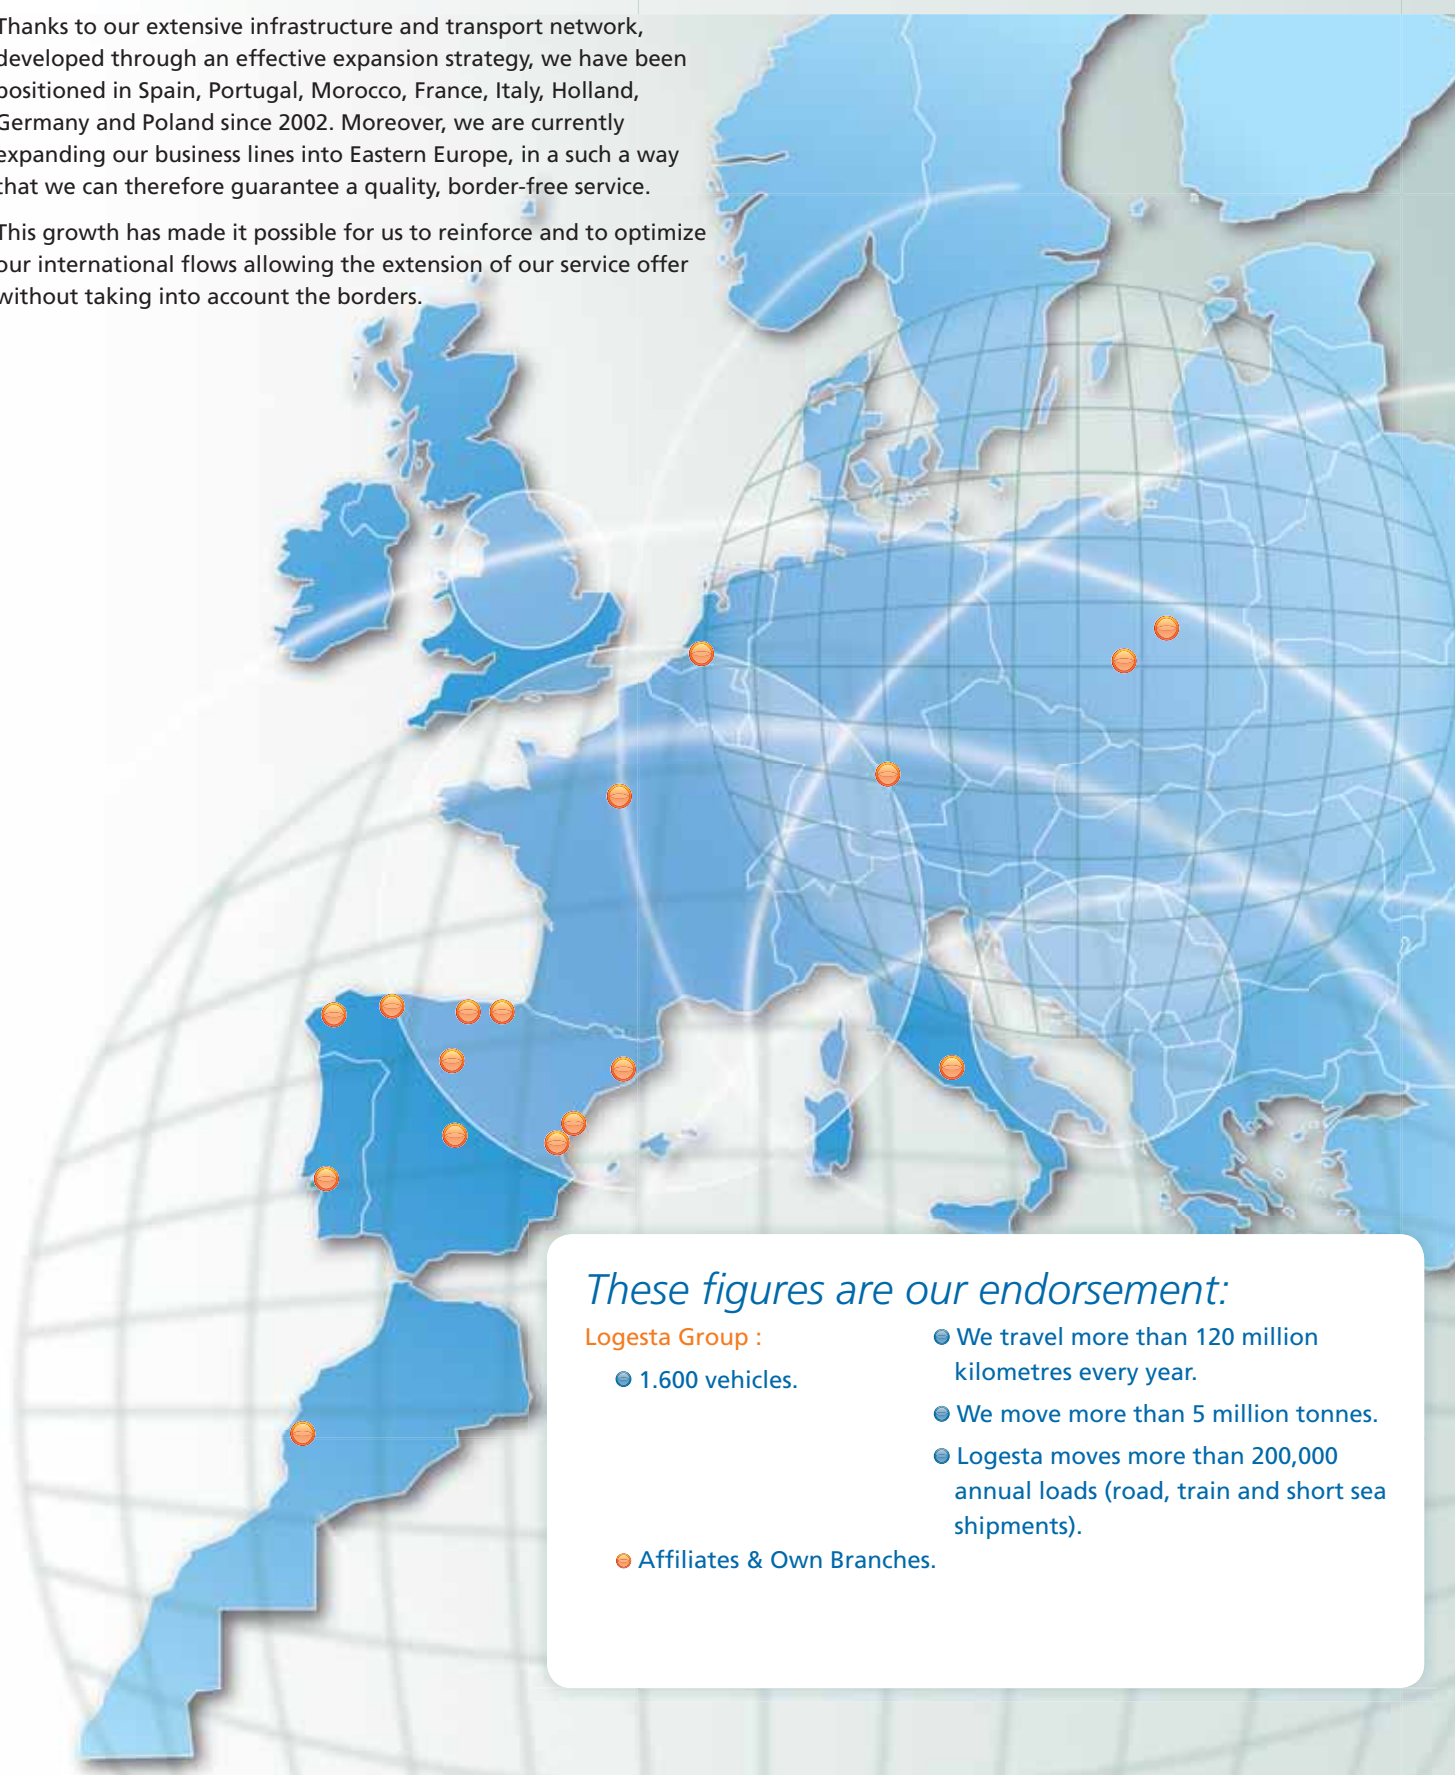 Thanks to our extensive infrastructure and transport network,
developed through an effective expansion strategy, we have been
positioned in Spain, Portugal, Morocco, France, Italy, Holland,
Germany and Poland since 2002. Moreover, we are currently
expanding our business lines into Eastern Europe, in a such a way
that we can therefore guarantee a quality, border-free service.
This growth has made it possible for us to reinforce and to optimize
our international flows allowing the extension of our service offer
without taking into account the borders.
These figures are our endorsement:
Logesta Group :
1.600 vehicles.
We travel more than 120 million
kilometres every year.
We move more than 5 million tonnes.
Logesta moves more than 200,000
annual loads (road, train and short sea
shipments).
Affiliates & Own Branches.